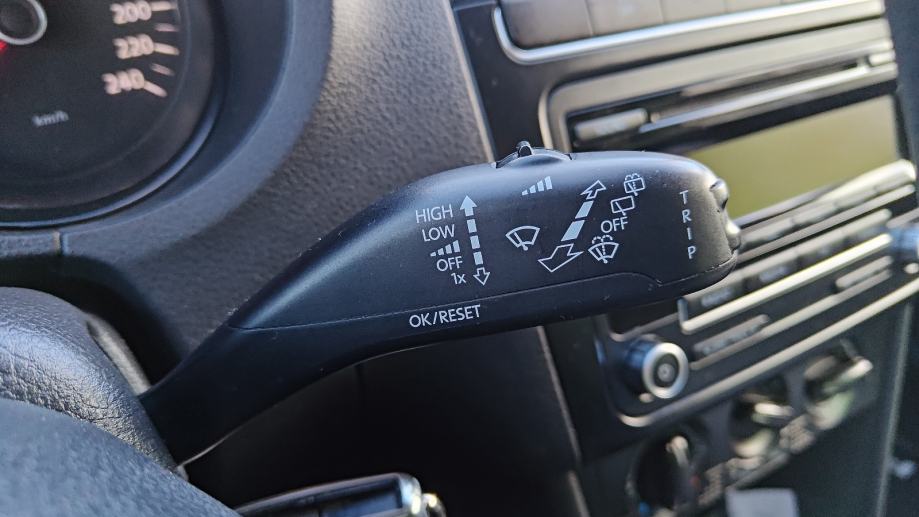 200
220
240
km/h
HIGH
LOW
OFF
1x
OFF
TRIP
OK/RESET